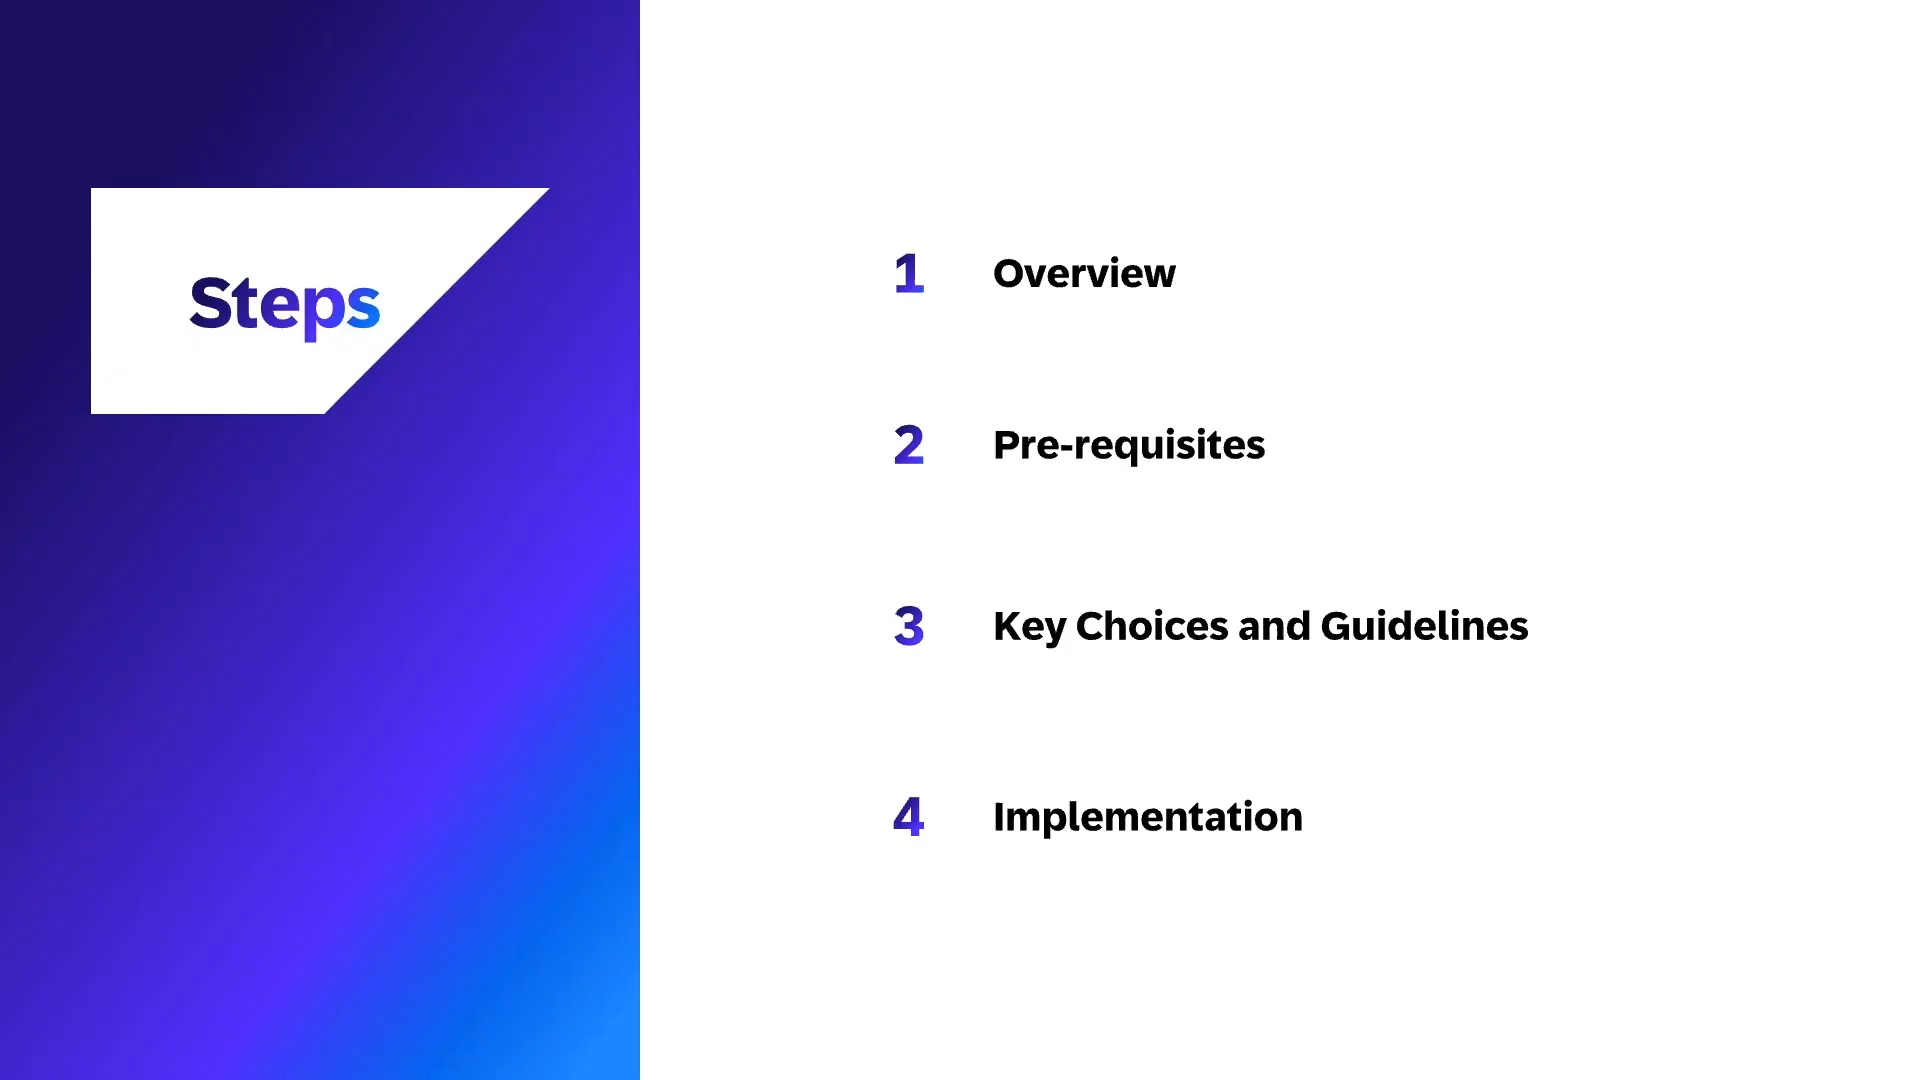 Steps
1 Overview
2 Pre-requisites
3 Key Choices and Guidelines
4 Implementation